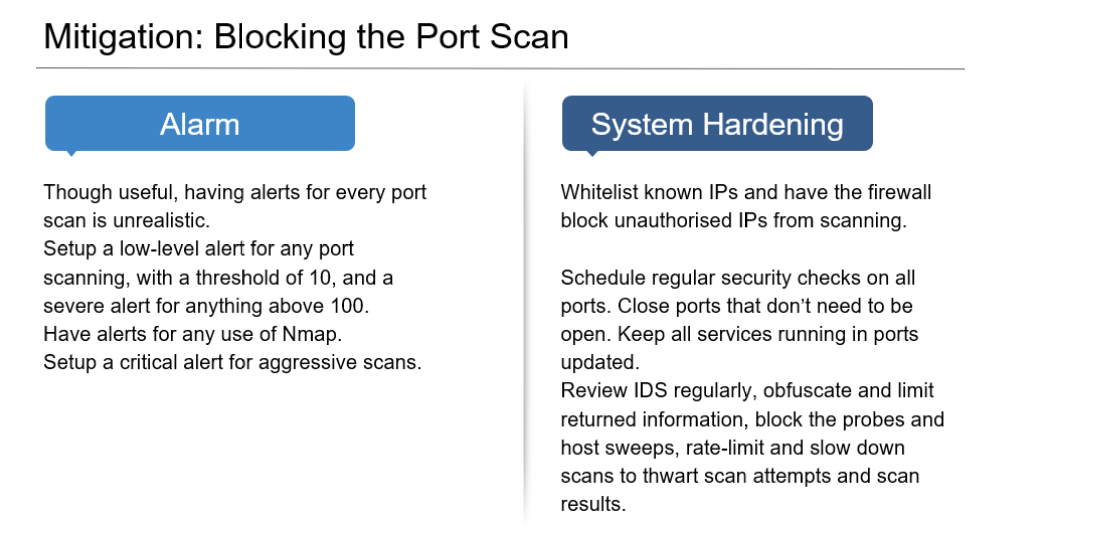 Mitigation: Blocking the Port Scan
Alarm
Though useful, having alerts for every port
scan is unrealistic.
Setup a low-level alert for any port
scanning, with a threshold of 10, and a
severe alert for anything above 100.
Have alerts for any use of Nmap.
Setup a critical alert for aggressive scans.
System Hardening
Whitelist known IPs and have the firewall
block unauthorised IPs from scanning.
Schedule regular security checks on all
ports. Close ports that don’t need to be
open. Keep all services running in ports
updated.
Review IDS regularly, obfuscate and limit
returned information, block the probes and
host sweeps, rate-limit and slow down
scans to thwart scan attempts and scan
results.